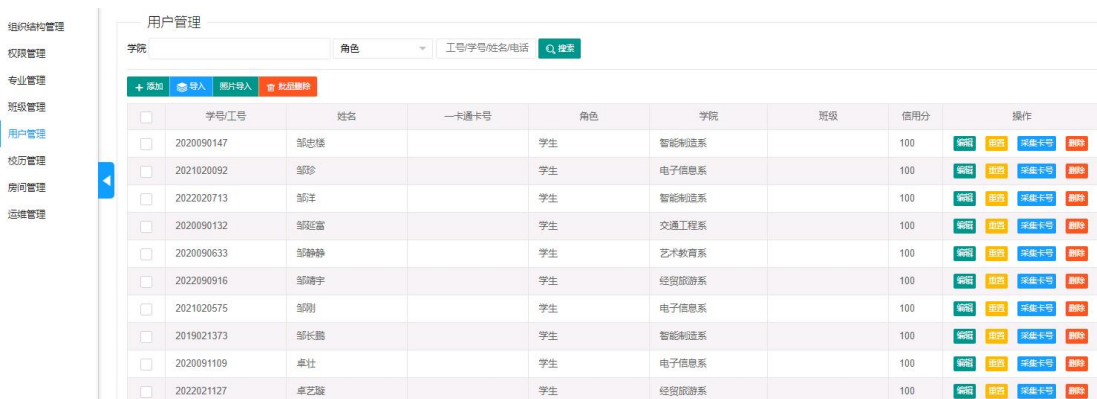 组织结构管理
权限管理
专业管理
班级管理
用户管理
校历管理
房间管理
运维管理
用户管理
学院 角色 工号/学号/姓名/电话 搜索
添加 导入 照片导入 批量删除
学号/工号 姓名 一卡通卡号 角色 学院 班级 信用分 操作
2020090147 邹忠楼 学生 智能制造系 100 编辑 重置 采集卡号 删除
2021020092 邹珍 学生 电子信息系 100 编辑 重置 采集卡号 删除
2022020713 邹洋 学生 智能制造系 100 编辑 重置 采集卡号 删除
2020090132 邹延富 学生 交通工程系 100 编辑 重置 采集卡号 删除
2020090633 邹静静 学生 艺术教育系 100 编辑 重置 采集卡号 删除
2022090916 邹靖宇 学生 经贸旅游系 100 编辑 重置 采集卡号 删除
2021020575 邹刚 学生 电子信息系 100 编辑 重置 采集卡号 删除
2019021373 邹长鹏 学生 智能制造系 100 编辑 重置 采集卡号 删除
2020091109 卓壮 学生 电子信息系 100 编辑 重置 采集卡号 删除
2022021127 卓艺璇 学生 经贸旅游系 100 编辑 重置 采集卡号 删除